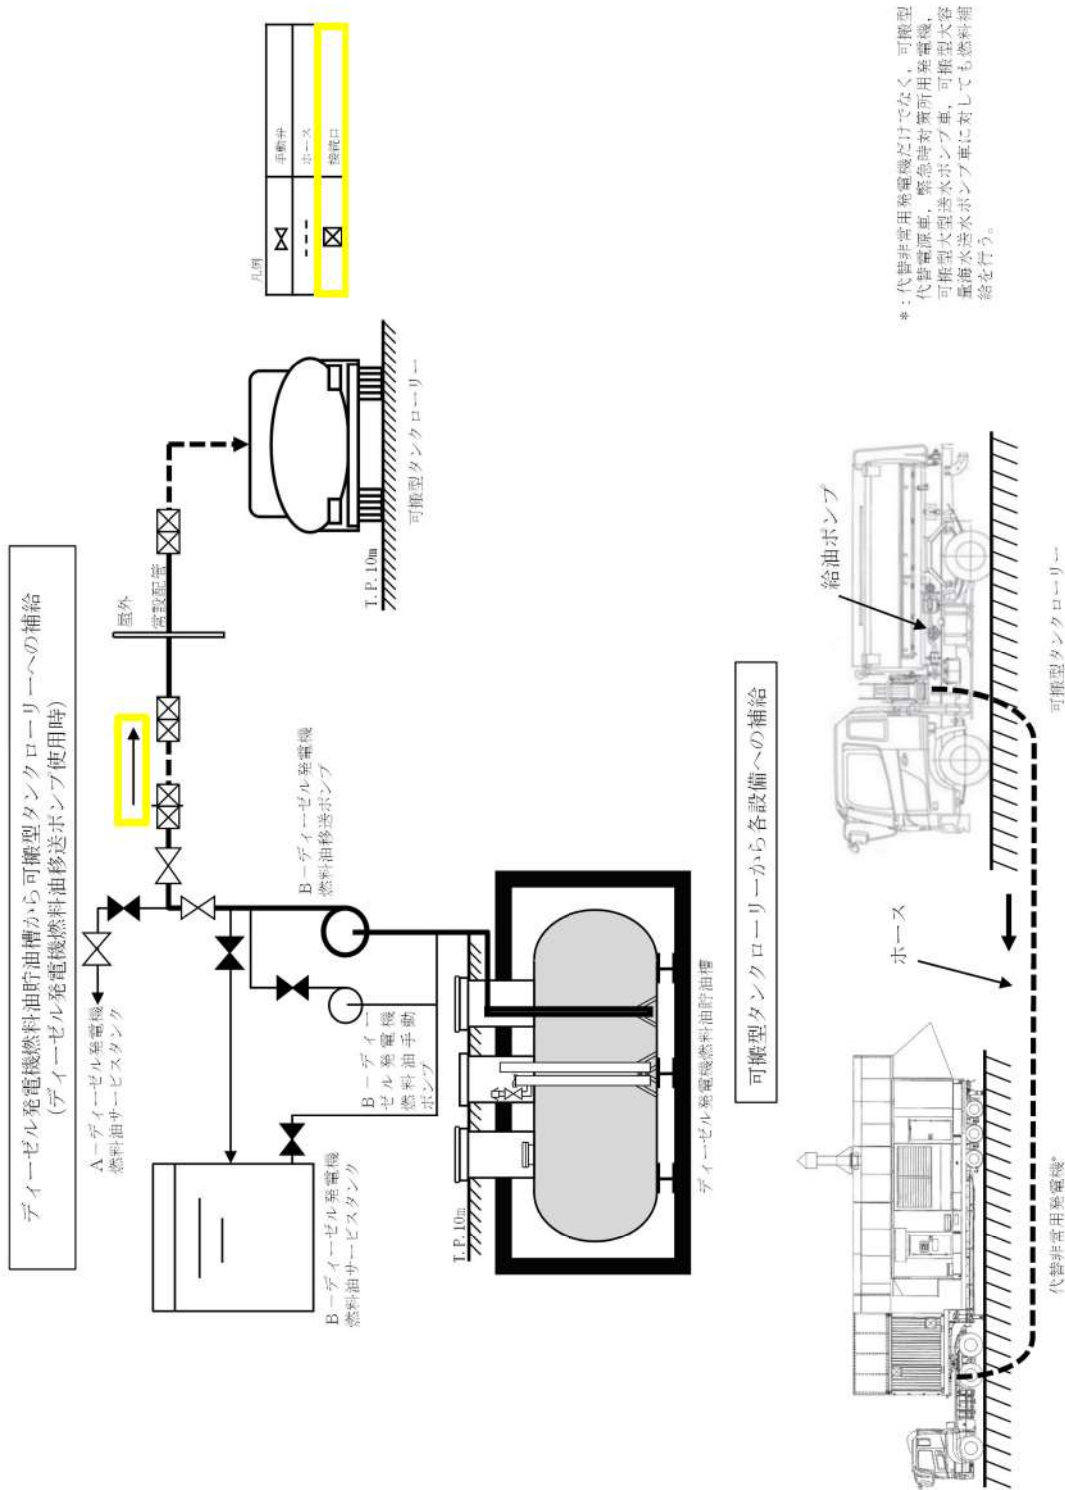 ディーゼル発電機燃料油貯油槽から可搬型タンクローリーへの補給
(ディーゼル発電機燃料油移送ポンプ使用時)
A－ディーゼル発電機
燃料油サービスタンク
屋外
常設配管
凡例
手動弁
ホース
接続口
B－ディーゼル発電機
燃料油移送ポンプ
B－ディー
ゼル発電機
燃料油手動
ポンプ
B－ディーゼル発電機
燃料油サービスタンク
T.P.10m
T.P.10m
可搬型タンクローリー
ディーゼル発電機燃料油貯油槽
可搬型タンクローリーから各設備への補給
給油ポンプ
ホース
代替非常用発電機*
可搬型タンクローリー
*：代替非常用発電機だけでなく，可搬型
代替電源車，緊急時対策所用発電機，
可搬型大型送水ポンプ車，可搬型大容
量海水送水ポンプ車に対しても燃料補
給を行う。